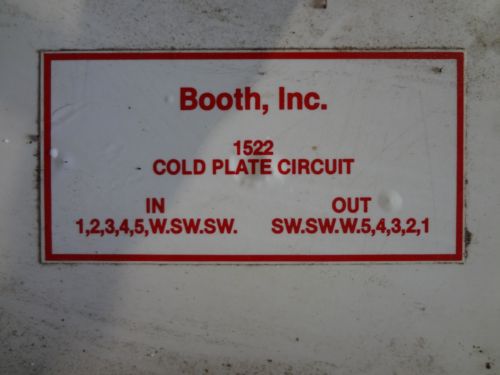 Booth, Inc.
1522
COLD PLATE CIRCUIT
IN OUT
1,2,3,4,5,W.SW.SW. SW.SW.W.5,4,3,2,1